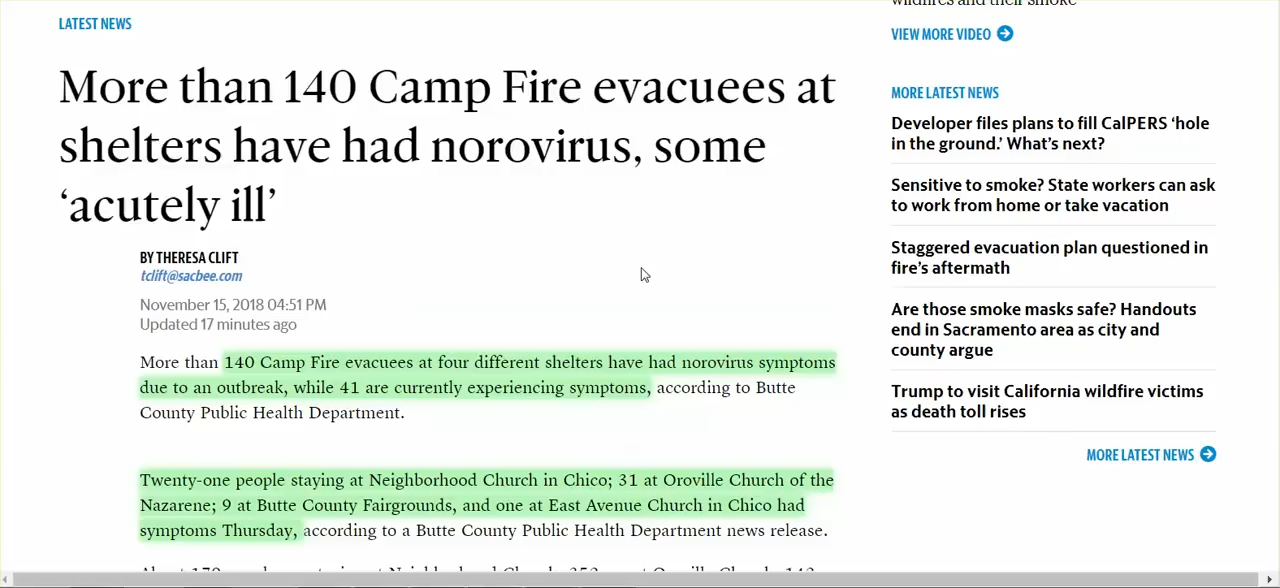 LATEST NEWS
More than 140 Camp Fire evacuees at
shelters have had norovirus, some
‘acutely ill’
BY THERESA CLIFT
tclift@sacbee.com
November 15, 2018 04:51 PM
Updated 17 minutes ago
More than 140 Camp Fire evacuees at four different shelters have had norovirus symptoms
due to an outbreak, while 41 are currently experiencing symptoms, according to Butte
County Public Health Department.
Twenty-one people staying at Neighborhood Church in Chico; 31 at Oroville Church of the
Nazarene; 9 at Butte County Fairgrounds, and one at East Avenue Church in Chico had
symptoms Thursday, according to a Butte County Public Health Department news release.
wildfires and their smoke
VIEW MORE VIDEO
MORE LATEST NEWS
Developer files plans to fill CalPERS ‘hole
in the ground.’ What’s next?
Sensitive to smoke? State workers can ask
to work from home or take vacation
Staggered evacuation plan questioned in
fire’s aftermath
Are those smoke masks safe? Handouts
end in Sacramento area as city and
county argue
Trump to visit California wildfire victims
as death toll rises
MORE LATEST NEWS